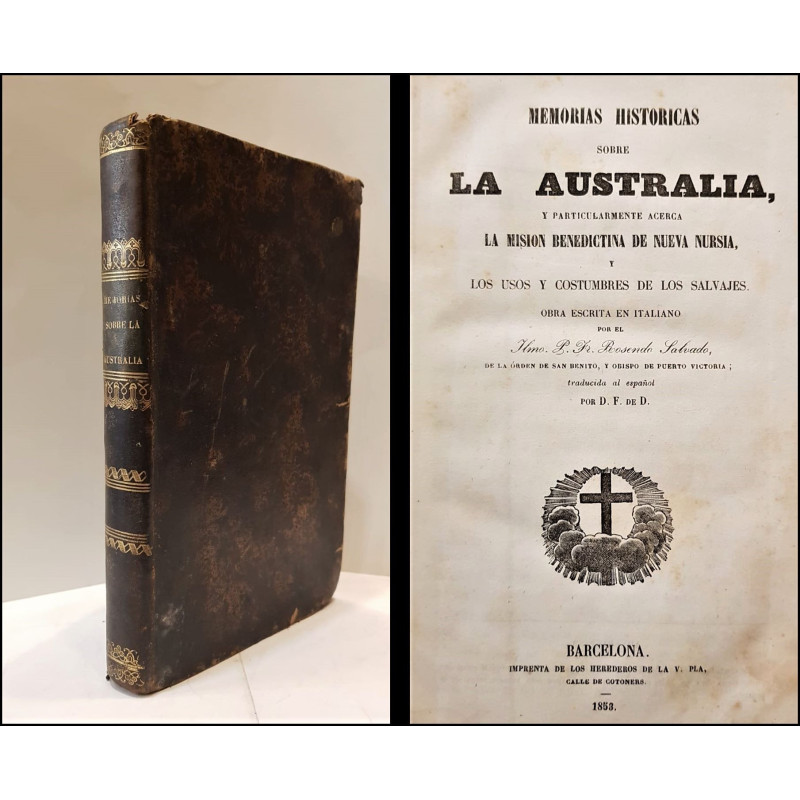 MEMORIAS
SOBRE LA
AUSTRALIA
MEMORIAS HISTORICAS
SOBRE
LA AUSTRALIA,
Y PARTICULARMENTE ACERCA
LA MISION BENEDICTINA DE NUEVA NURSIA,
Y
LOS USOS Y COSTUMBRES DE LOS SALVAJES.
OBRA ESCRITA EN ITALIANO
POR EL
Ilmo. P. Fr. Rosendo Salvado,
DE LA ÓRDEN DE SAN BENITO, Y OBISPO DE PUERTO VICTORIA;
traducida al español
POR D. F. DE D.
BARCELONA.
IMPRENTA DE LOS HEREDEROS DE LA V. PLA,
CALLE DE COTONERS.
1853.